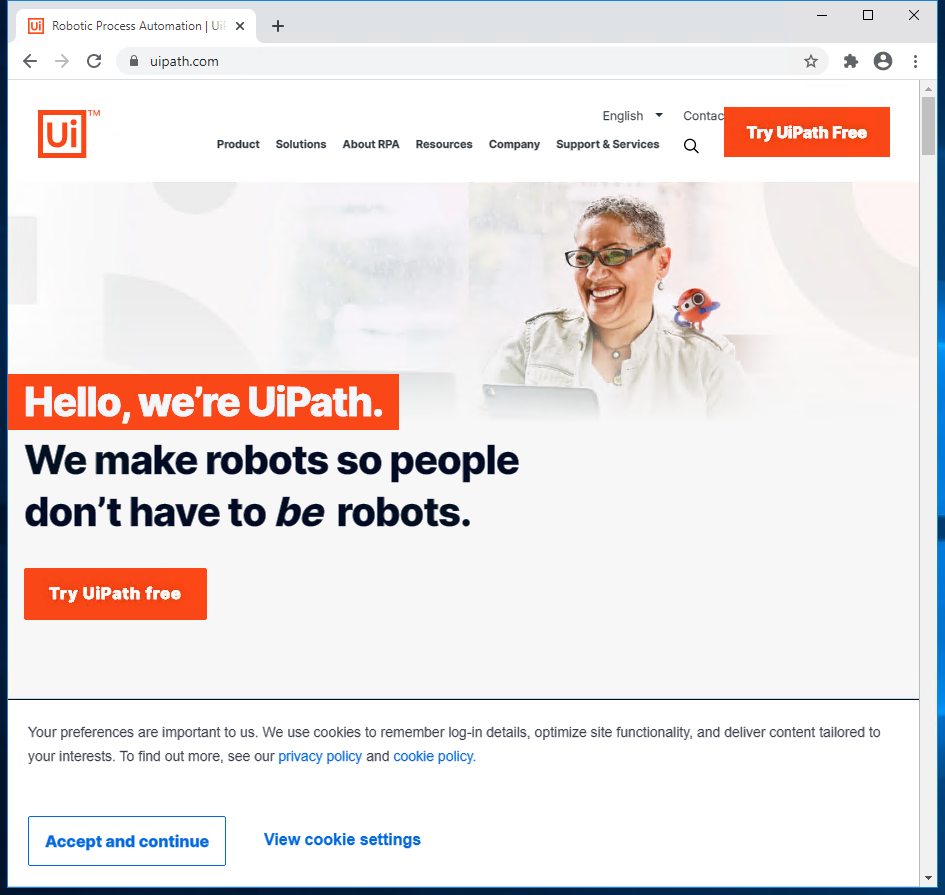 Robotic Process Automation | Ui
uipath.com
English
Contac
Ui™
Product Solutions About RPA Resources Company Support & Services
Try UiPath Free
Hello, we’re UiPath.
We make robots so people
don’t have to be robots.
Try UiPath free
Your preferences are important to us. We use cookies to remember log-in details, optimize site functionality, and deliver content tailored to
your interests. To find out more, see our privacy policy and cookie policy.
Accept and continue
View cookie settings